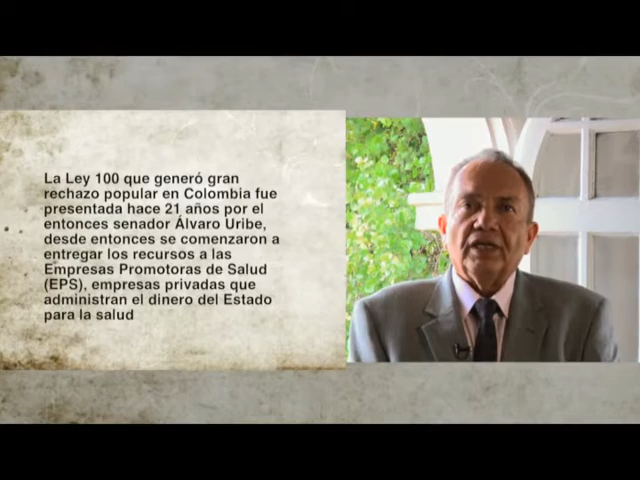 La Ley 100 que generó gran
rechazo popular en Colombia fue
presentada hace 21 años por el
entonces senador Álvaro Uribe,
desde entonces se comenzaron a
entregar los recursos a las
Empresas Promotoras de Salud
(EPS), empresas privadas que
administran el dinero del Estado
para la salud